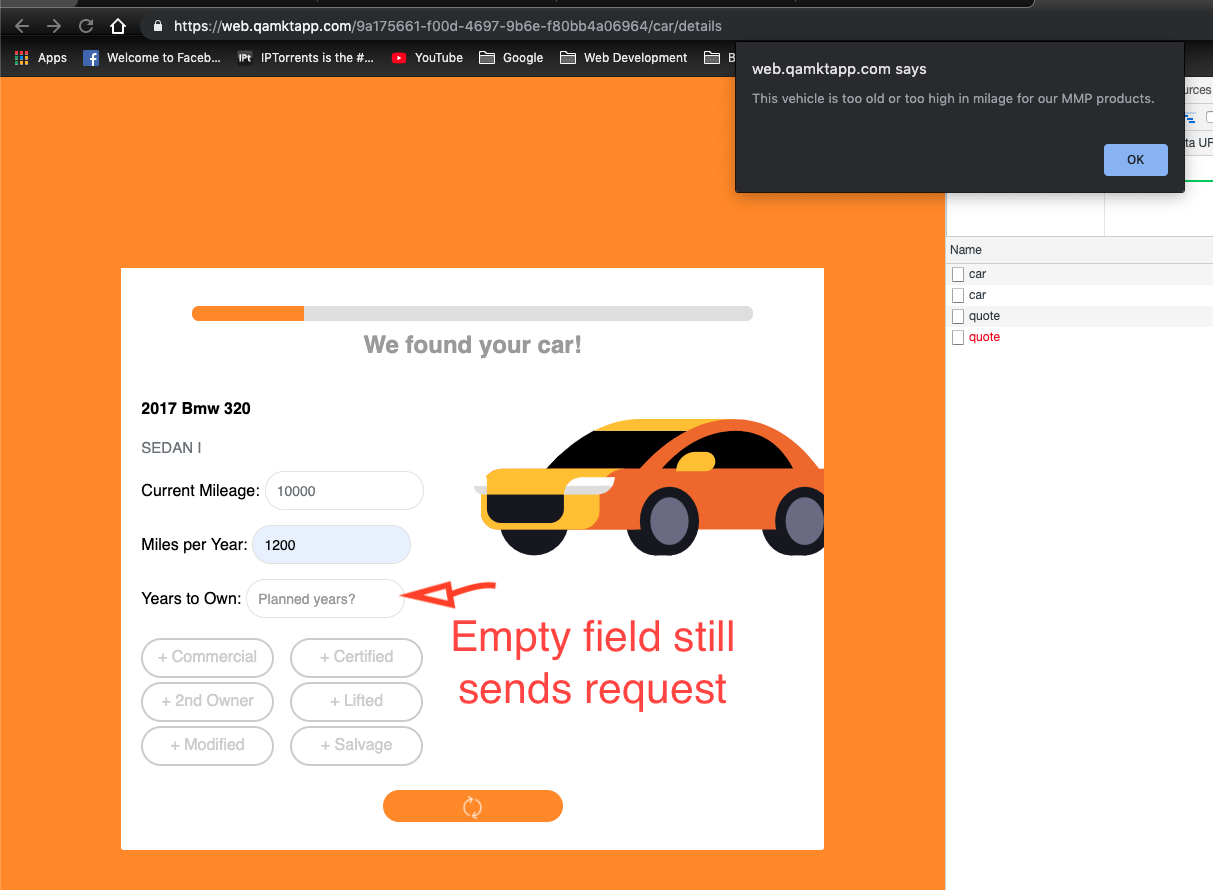 https://web.qamktapp.com/9a175661-f00d-4697-9b6e-f80bb4a06964/car/details
Apps
Welcome to Faceb...
IPt
IPTorrents is the #...
YouTube
Google
Web Development
B
web.qamktapp.com says
This vehicle is too old or too high in milage for our MMP products.
OK
urces
ta UR
Name
car
car
quote
quote
We found your car!
2017 Bmw 320
SEDAN I
Current Mileage: 10000
Miles per Year: 1200
Years to Own: Planned years?
Empty field still
sends request
+ Commercial
+ Certified
+ 2nd Owner
+ Lifted
+ Modified
+ Salvage